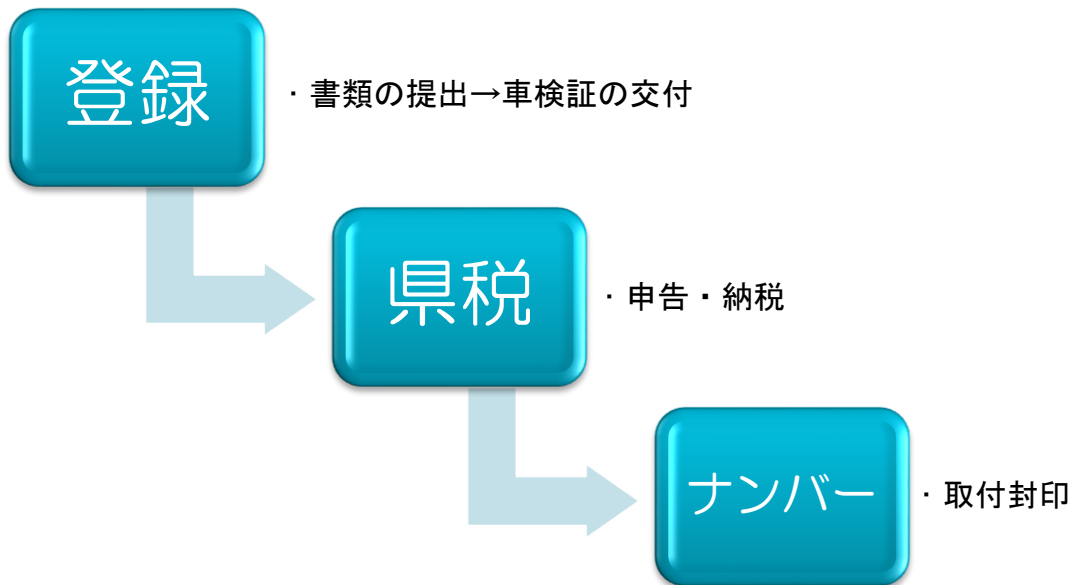 登録
・書類の提出→車検証の交付
県税
・申告・納税
ナンバー
・取付封印